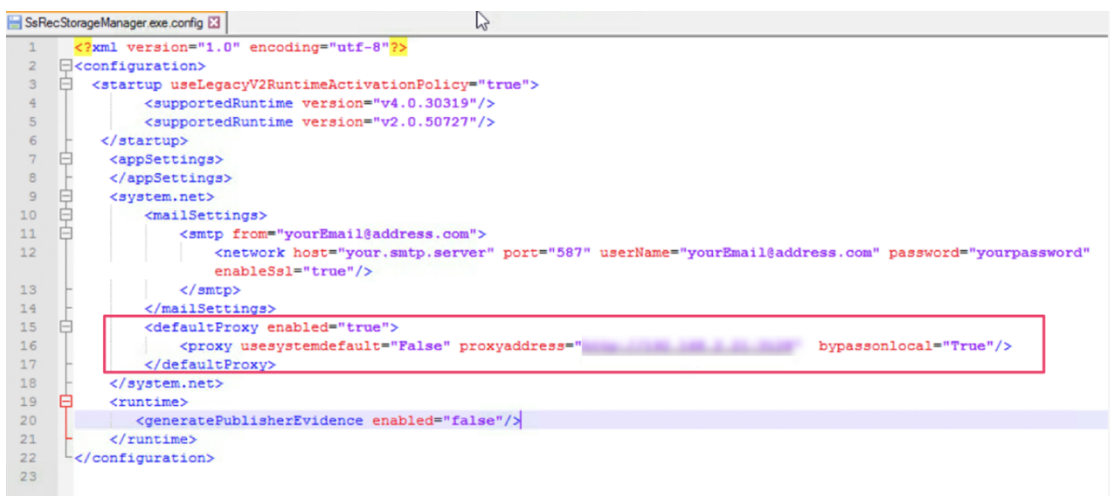 SsRecStorageManager.exe.config
1 <?xml version="1.0" encoding="utf-8"?>
2 <configuration>
3 <startup useLegacyV2RuntimeActivationPolicy="true">
4 <supportedRuntime version="v4.0.30319"/>
5 <supportedRuntime version="v2.0.50727"/>
6 </startup>
7 <appSettings>
8 </appSettings>
9 <system.net>
10 <mailSettings>
11 <smtp from="yourEmail@address.com">
12 <network host="your.smtp.server" port="587" userName="yourEmail@address.com" password="yourpassword"
enableSsl="true"/>
13 </smtp>
14 </mailSettings>
15 <defaultProxy enabled="true">
16 <proxy usesystemdefault="False" proxyaddress=" bypassonlocal="True"/>
17 </defaultProxy>
18 </system.net>
19 <runtime>
20 <generatePublisherEvidence enabled="false"/>
21 </runtime>
22 </configuration>
23